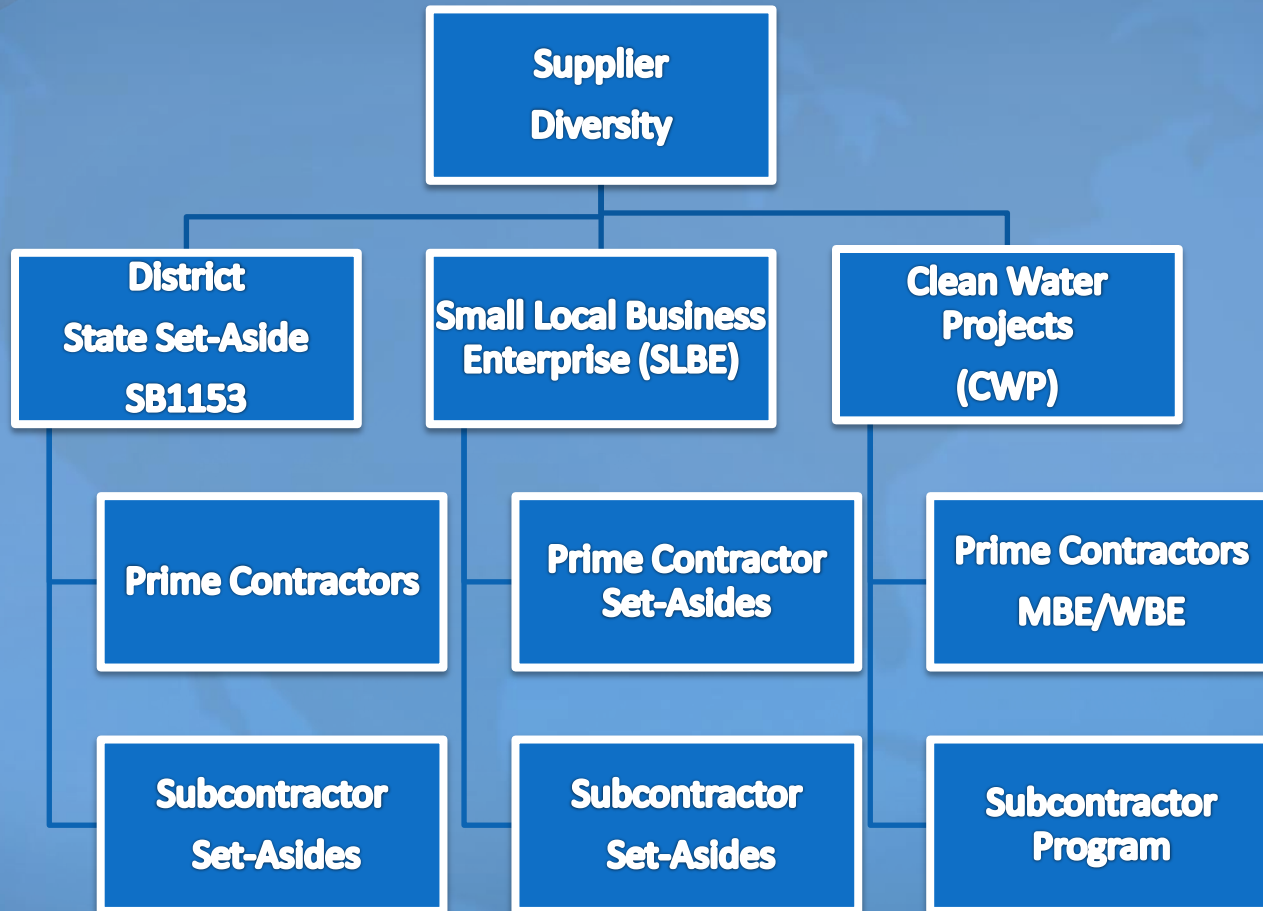 Supplier
Diversity
District
State Set-Aside
SB1153
Small Local Business
Enterprise (SLBE)
Clean Water
Projects
(CWP)
Prime Contractors
Prime Contractor
Set-Asides
Prime Contractors
MBE/WBE
Subcontractor
Set-Asides
Subcontractor
Set-Asides
Subcontractor
Program